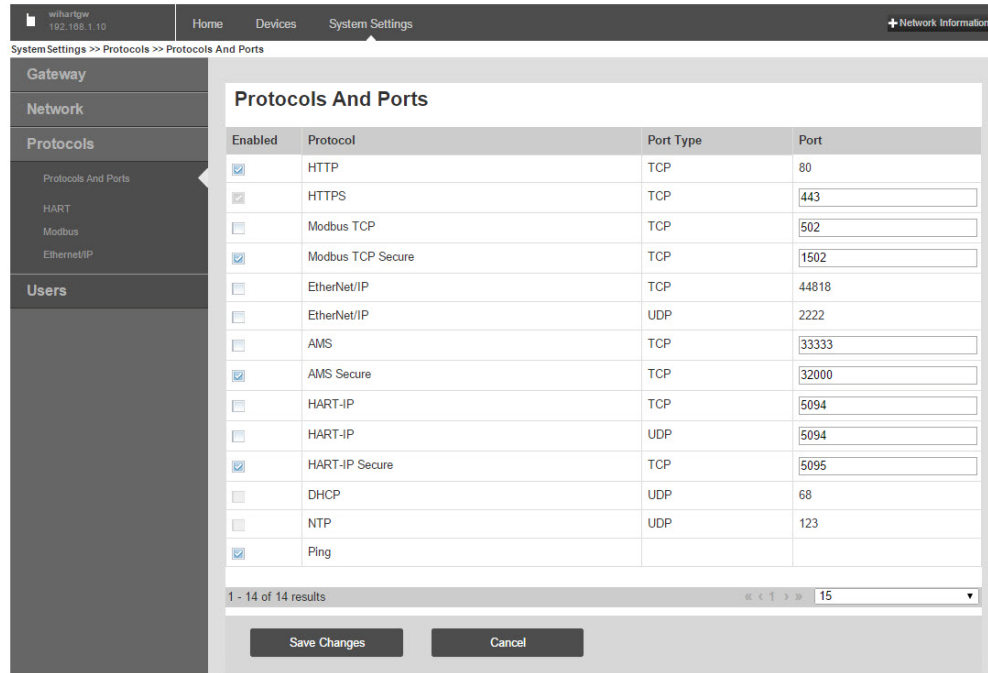 wihartgw
192.168.1.10
Home Devices System Settings
+Network Information
System Settings >> Protocols >> Protocols And Ports
Gateway
Network
Protocols
Protocols And Ports
HART
Modbus
Ethernet/IP
Users
Protocols And Ports
Enabled Protocol Port Type Port
HTTP TCP 80
HTTPS TCP 443
Modbus TCP TCP 502
Modbus TCP Secure TCP 1502
EtherNet/IP TCP 44818
EtherNet/IP UDP 2222
AMS TCP 33333
AMS Secure TCP 32000
HART-IP TCP 5094
HART-IP UDP 5094
HART-IP Secure TCP 5095
DHCP UDP 68
NTP UDP 123
Ping
1 - 14 of 14 results « ‹ 1 › » 15
Save Changes Cancel